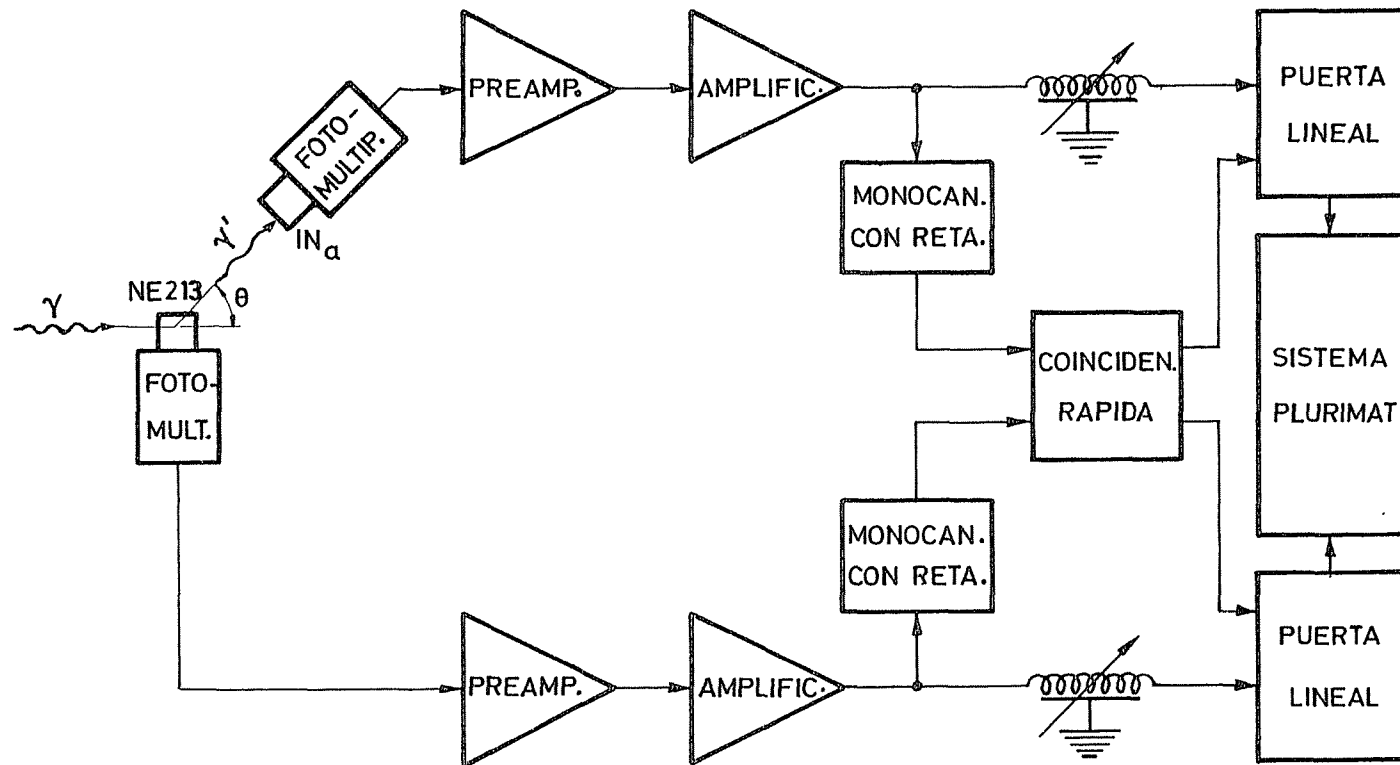 PREAMP.
AMPLIFIC.
PUERTA
LINEAL
FOTO-
MULTIP.
MONOCAN.
CON RETA.
γ'
INa
NE213
θ
γ
FOTO-
MULT.
COINCIDEN.
RAPIDA
SISTEMA
PLURIMAT
MONOCAN.
CON RETA.
PREAMP.
AMPLIFIC.
PUERTA
LINEAL